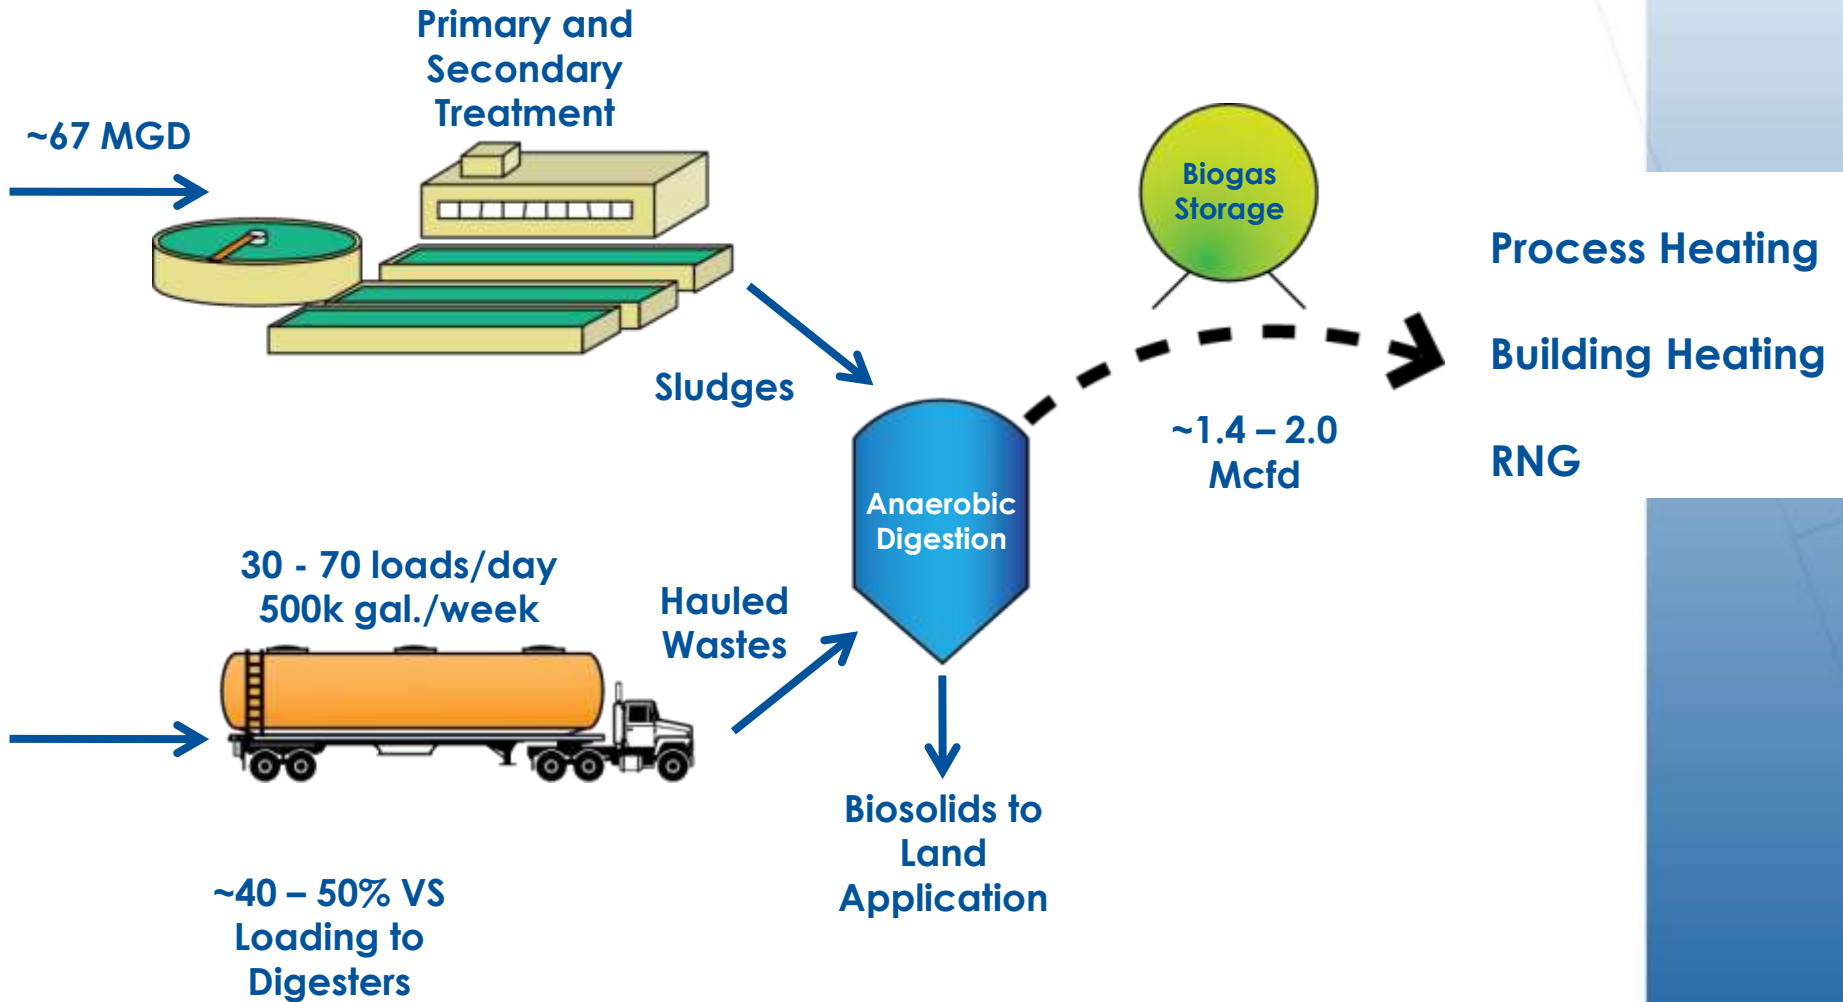 Primary and
Secondary
Treatment
~67 MGD
Biogas
Storage
Process Heating
Building Heating
RNG
Sludges
~1.4 – 2.0
Mcfd
Anaerobic
Digestion
30 - 70 loads/day
500k gal./week
Hauled
Wastes
Biosolids to
Land
Application
~40 – 50% VS
Loading to
Digesters